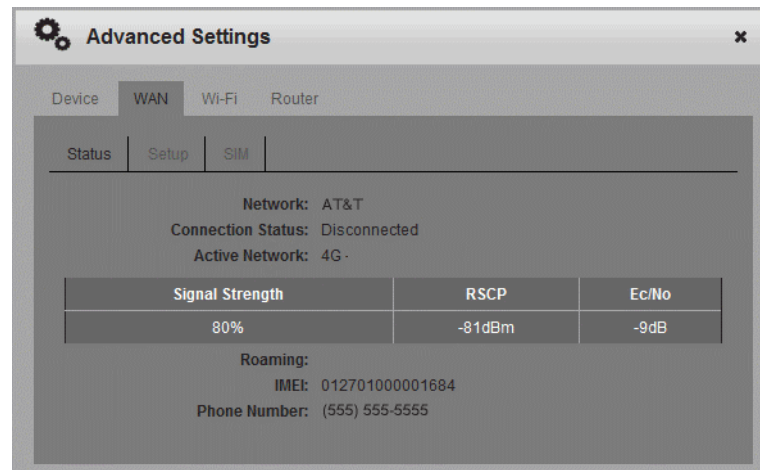 Advanced Settings ×
Device WAN Wi-Fi Router
Status Setup SIM
Network: AT&T
Connection Status: Disconnected
Active Network: 4G -
Signal Strength RSCP Ec/No
80% -81dBm -9dB
Roaming:
IMEI: 012701000001684
Phone Number: (555) 555-5555